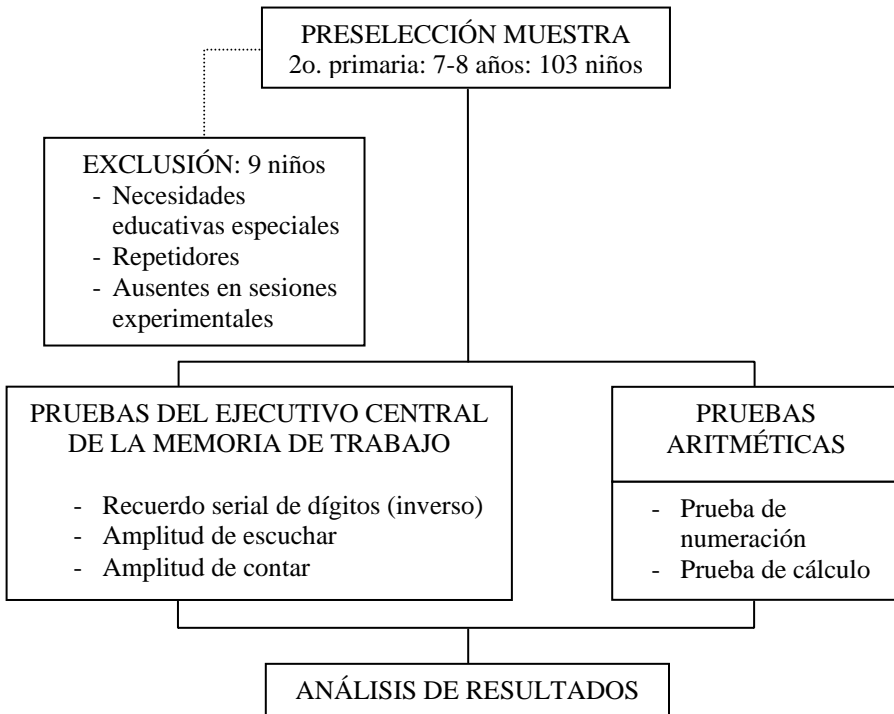 PRESELECCIÓN MUESTRA
2o. primaria: 7-8 años: 103 niños
EXCLUSIÓN: 9 niños
- Necesidades
educativas especiales
- Repetidores
- Ausentes en sesiones
experimentales
PRUEBAS DEL EJECUTIVO CENTRAL
DE LA MEMORIA DE TRABAJO
- Recuerdo serial de dígitos (inverso)
- Amplitud de escuchar
- Amplitud de contar
PRUEBAS
ARITMÉTICAS
- Prueba de
numeración
- Prueba de cálculo
ANÁLISIS DE RESULTADOS